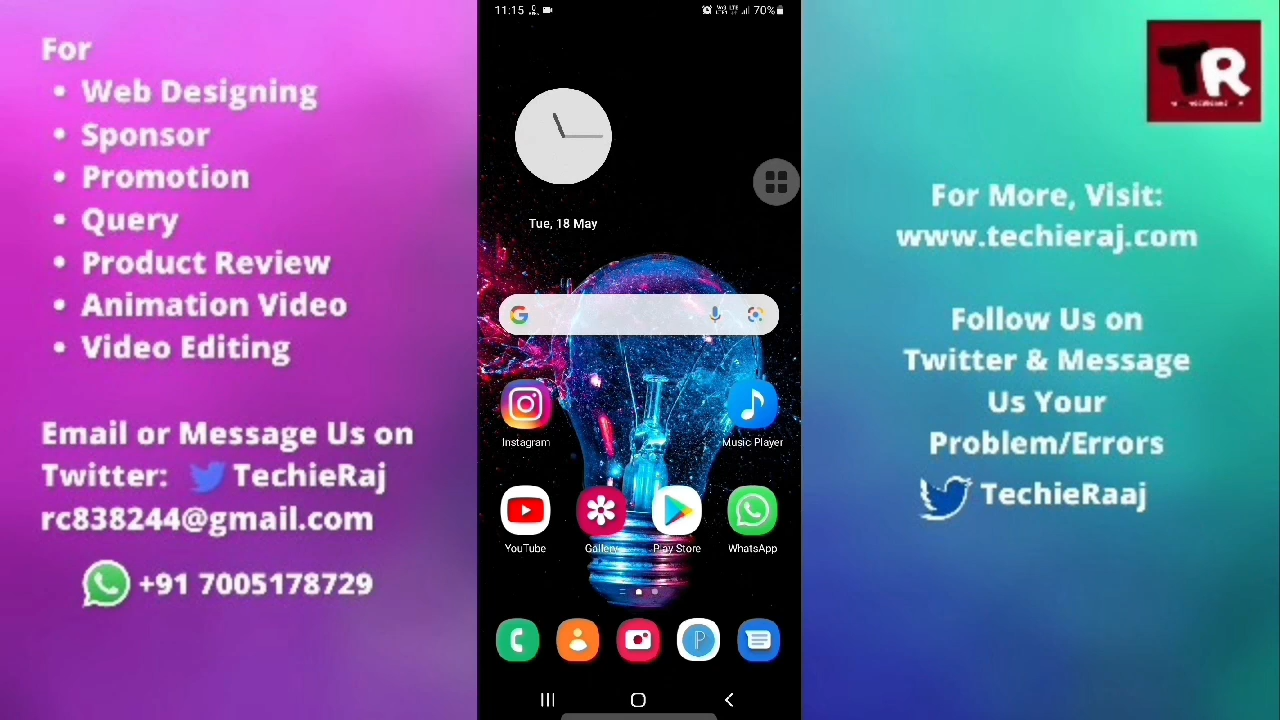 For
• Web Designing
• Sponsor
• Promotion
• Query
• Product Review
• Animation Video
• Video Editing
Email or Message Us on
Twitter: TechieRaj
rc838244@gmail.com
+91 7005178729
11:15
70%
Tue, 18 May
Instagram
Music Player
YouTube
Gallery
Play Store
WhatsApp
TR
For More, Visit:
www.techieraj.com
Follow Us on
Twitter & Message
Us Your
Problem/Errors
TechieRaaj